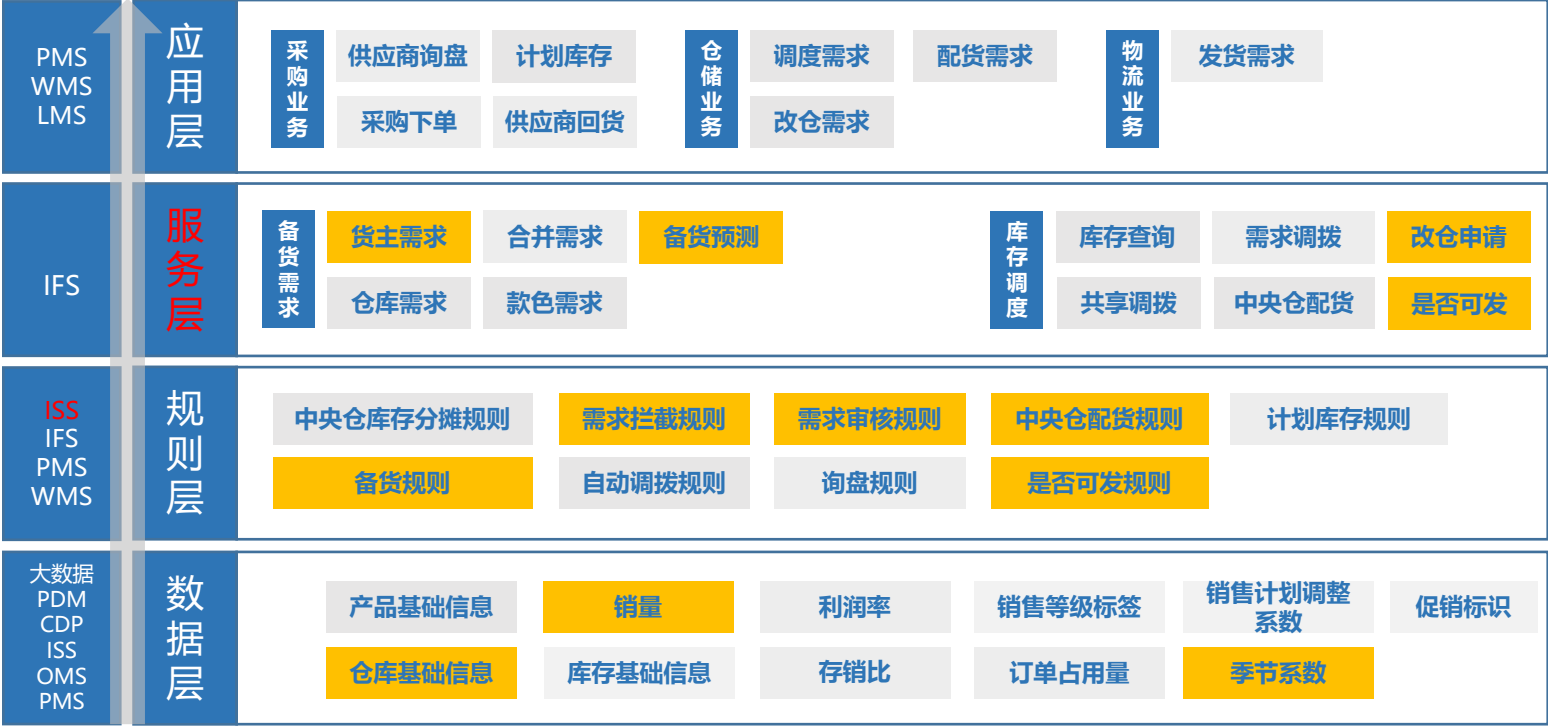 PMS
WMS
LMS
应用层
采购业务
供应商询盘
计划库存
采购下单
供应商回货
仓储业务
调度需求
配货需求
改仓需求
物流业务
发货需求
IFS
服务层
备货需求
货主需求
合并需求
备货预测
仓库需求
款色需求
库存调度
库存查询
需求调拨
改仓申请
共享调拨
中央仓配货
是否可发
ISS
IFS
PMS
WMS
规则层
中央仓库存分摊规则
需求拦截规则
需求审核规则
中央仓配货规则
计划库存规则
备货规则
自动调拨规则
询盘规则
是否可发规则
大数据
PDM
CDP
ISS
OMS
PMS
数据层
产品基础信息
销量
利润率
销售等级标签
销售计划调整
系数
促销标识
仓库基础信息
库存基础信息
存销比
订单占用量
季节系数